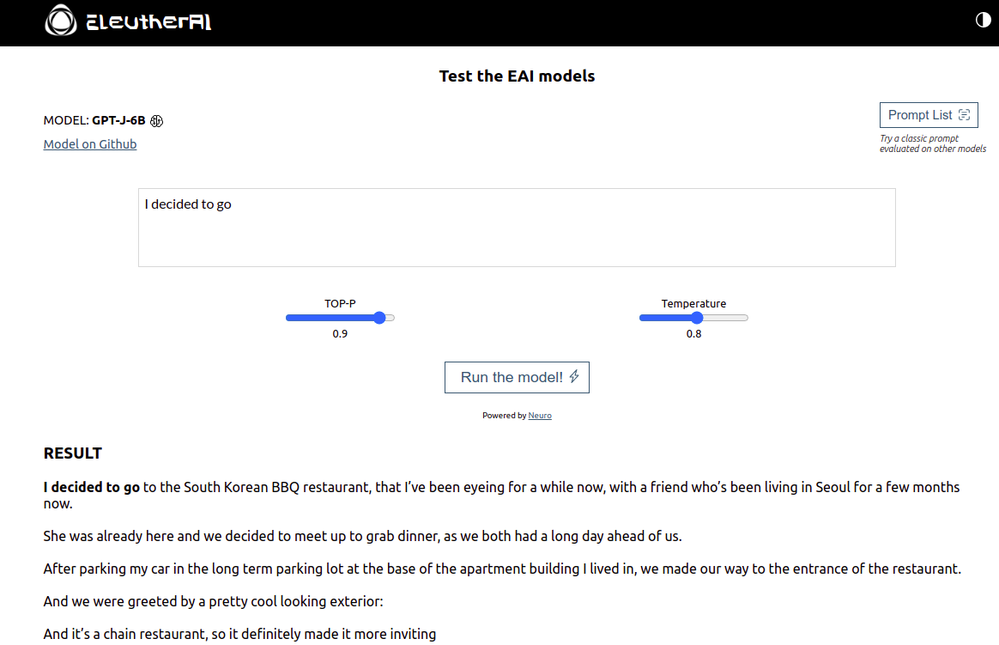 EleutherAI
Test the EAI models
MODEL: GPT-J-6B
Model on Github
Prompt List
Try a classic prompt
evaluated on other models
I decided to go
TOP-P
0.9
Temperature
0.8
Run the model!
Powered by Neuro
RESULT
I decided to go to the South Korean BBQ restaurant, that I’ve been eyeing for a while now, with a friend who’s been living in Seoul for a few months
now.
She was already here and we decided to meet up to grab dinner, as we both had a long day ahead of us.
After parking my car in the long term parking lot at the base of the apartment building I lived in, we made our way to the entrance of the restaurant.
And we were greeted by a pretty cool looking exterior:
And it’s a chain restaurant, so it definitely made it more inviting